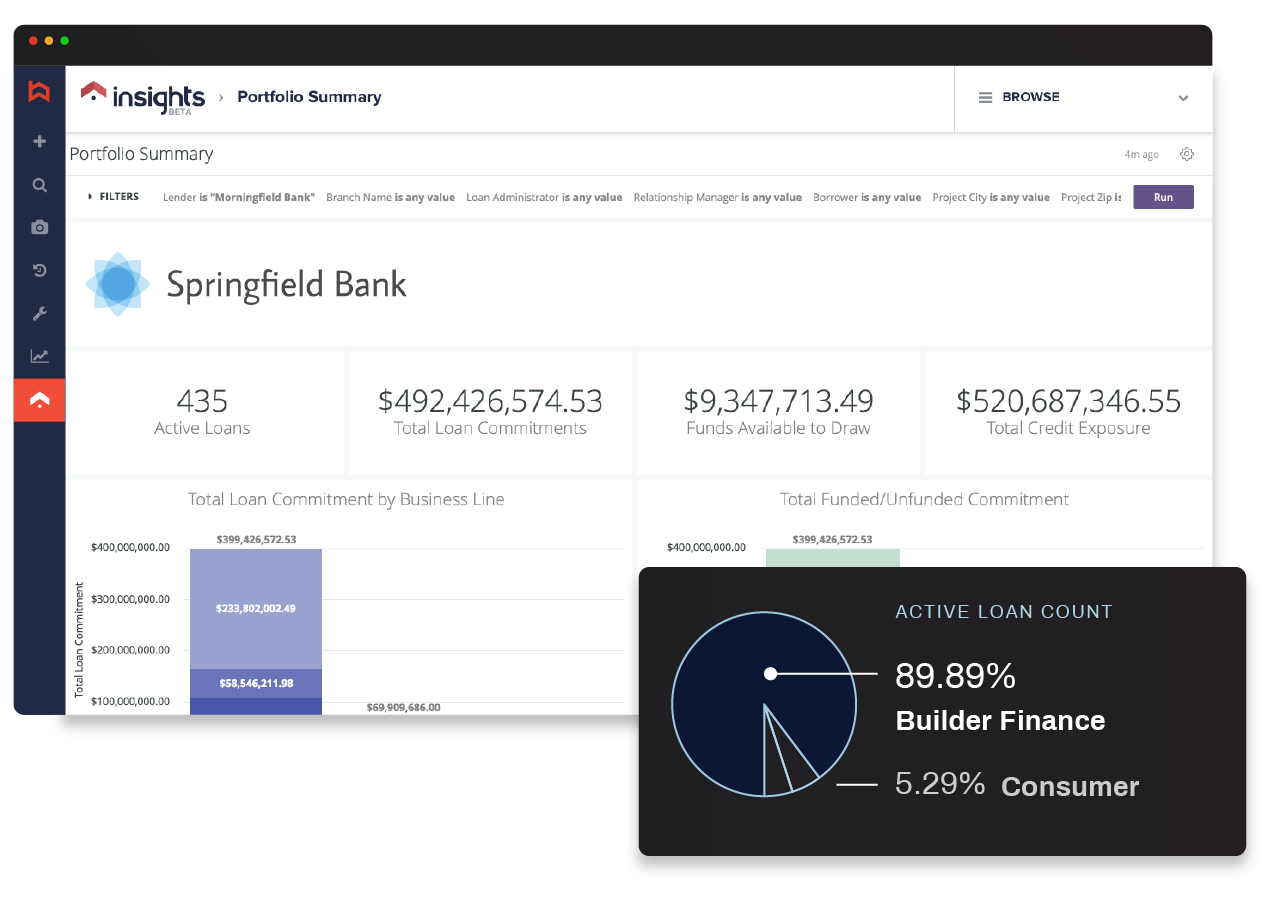 insights
BETA
› Portfolio Summary
BROWSE
Portfolio Summary
4m ago
FILTERS Lender is "Morningfield Bank" Branch Name is any value Loan Administrator is any value Relationship Manager is any value Borrower is any value Project City is any value Project Zip is Run
Springfield Bank
435
Active Loans
$492,426,574.53
Total Loan Commitments
$9,347,713.49
Funds Available to Draw
$520,687,346.55
Total Credit Exposure
Total Loan Commitment by Business Line
Total Loan Commitment
$400,000,000.00
$300,000,000.00
$200,000,000.00
$100,000,000.00
$399,426,572.53
$233,802,002.49
$58,546,211.98
$69,909,686.00
Total Funded/Unfunded Commitment
$400,000,000.00
$399,426,572.53
ACTIVE LOAN COUNT
89.89%
Builder Finance
5.29% Consumer